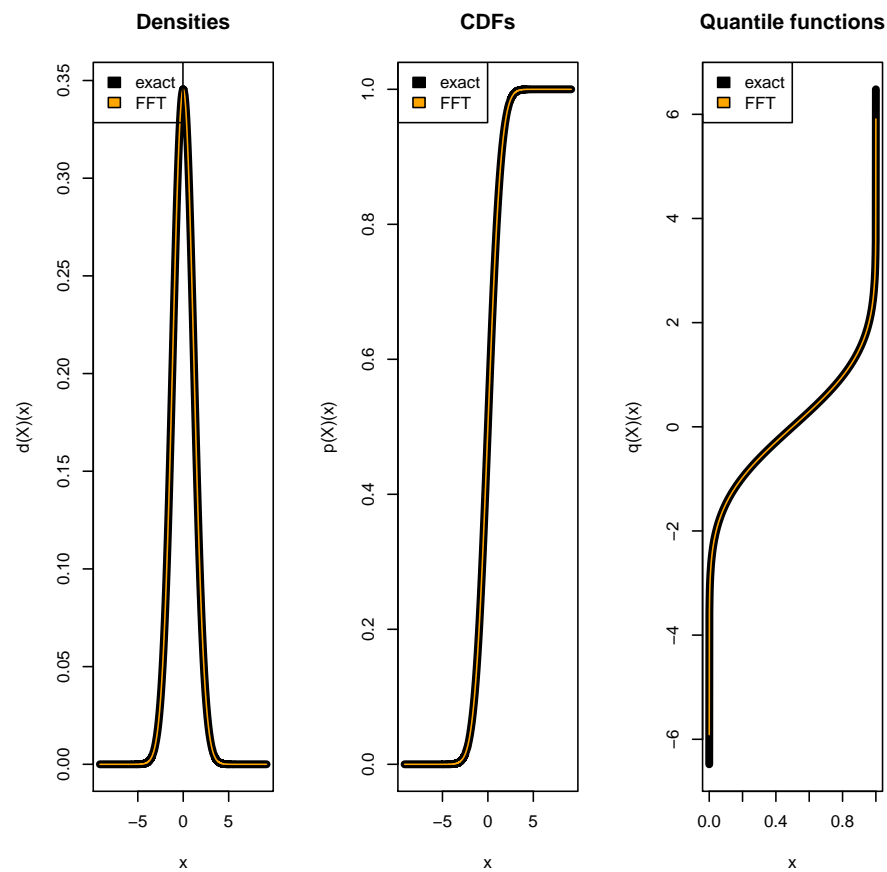 Densities
exact
FFT
d(X)(x)
0.35
0.30
0.25
0.20
0.15
0.10
0.05
0.00
−5 0 5
x
CDFs
exact
FFT
p(X)(x)
1.0
0.8
0.6
0.4
0.2
0.0
−5 0 5
x
Quantile functions
exact
FFT
q(X)(x)
6
4
2
0
−2
−4
−6
0.0 0.4 0.8
x